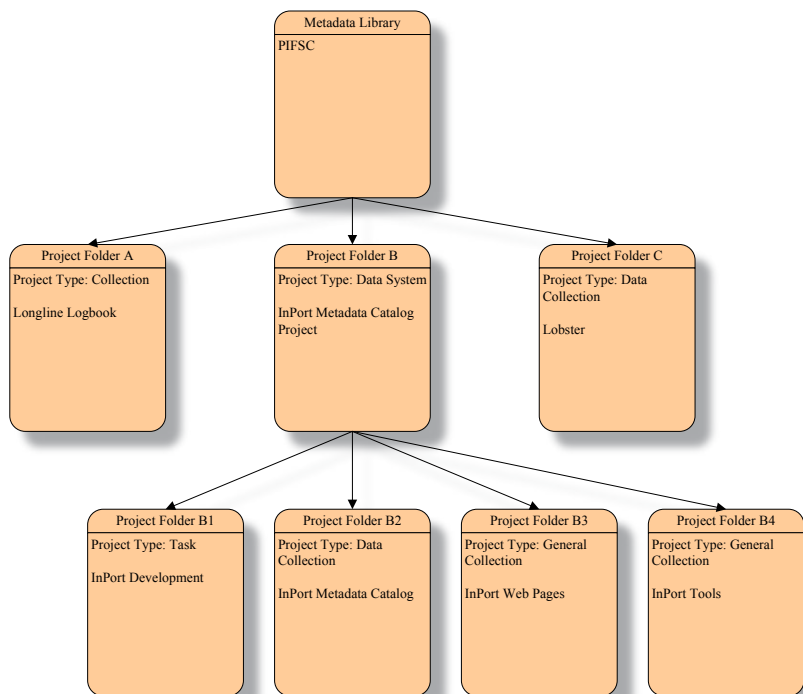 Metadata Library
PIFSC
Project Folder A
Project Type: Collection
Longline Logbook
Project Folder B
Project Type: Data System
InPort Metadata Catalog
Project
Project Folder C
Project Type: Data
Collection
Lobster
Project Folder B1
Project Type: Task
InPort Development
Project Folder B2
Project Type: Data
Collection
InPort Metadata Catalog
Project Folder B3
Project Type: General
Collection
InPort Web Pages
Project Folder B4
Project Type: General
Collection
InPort Tools